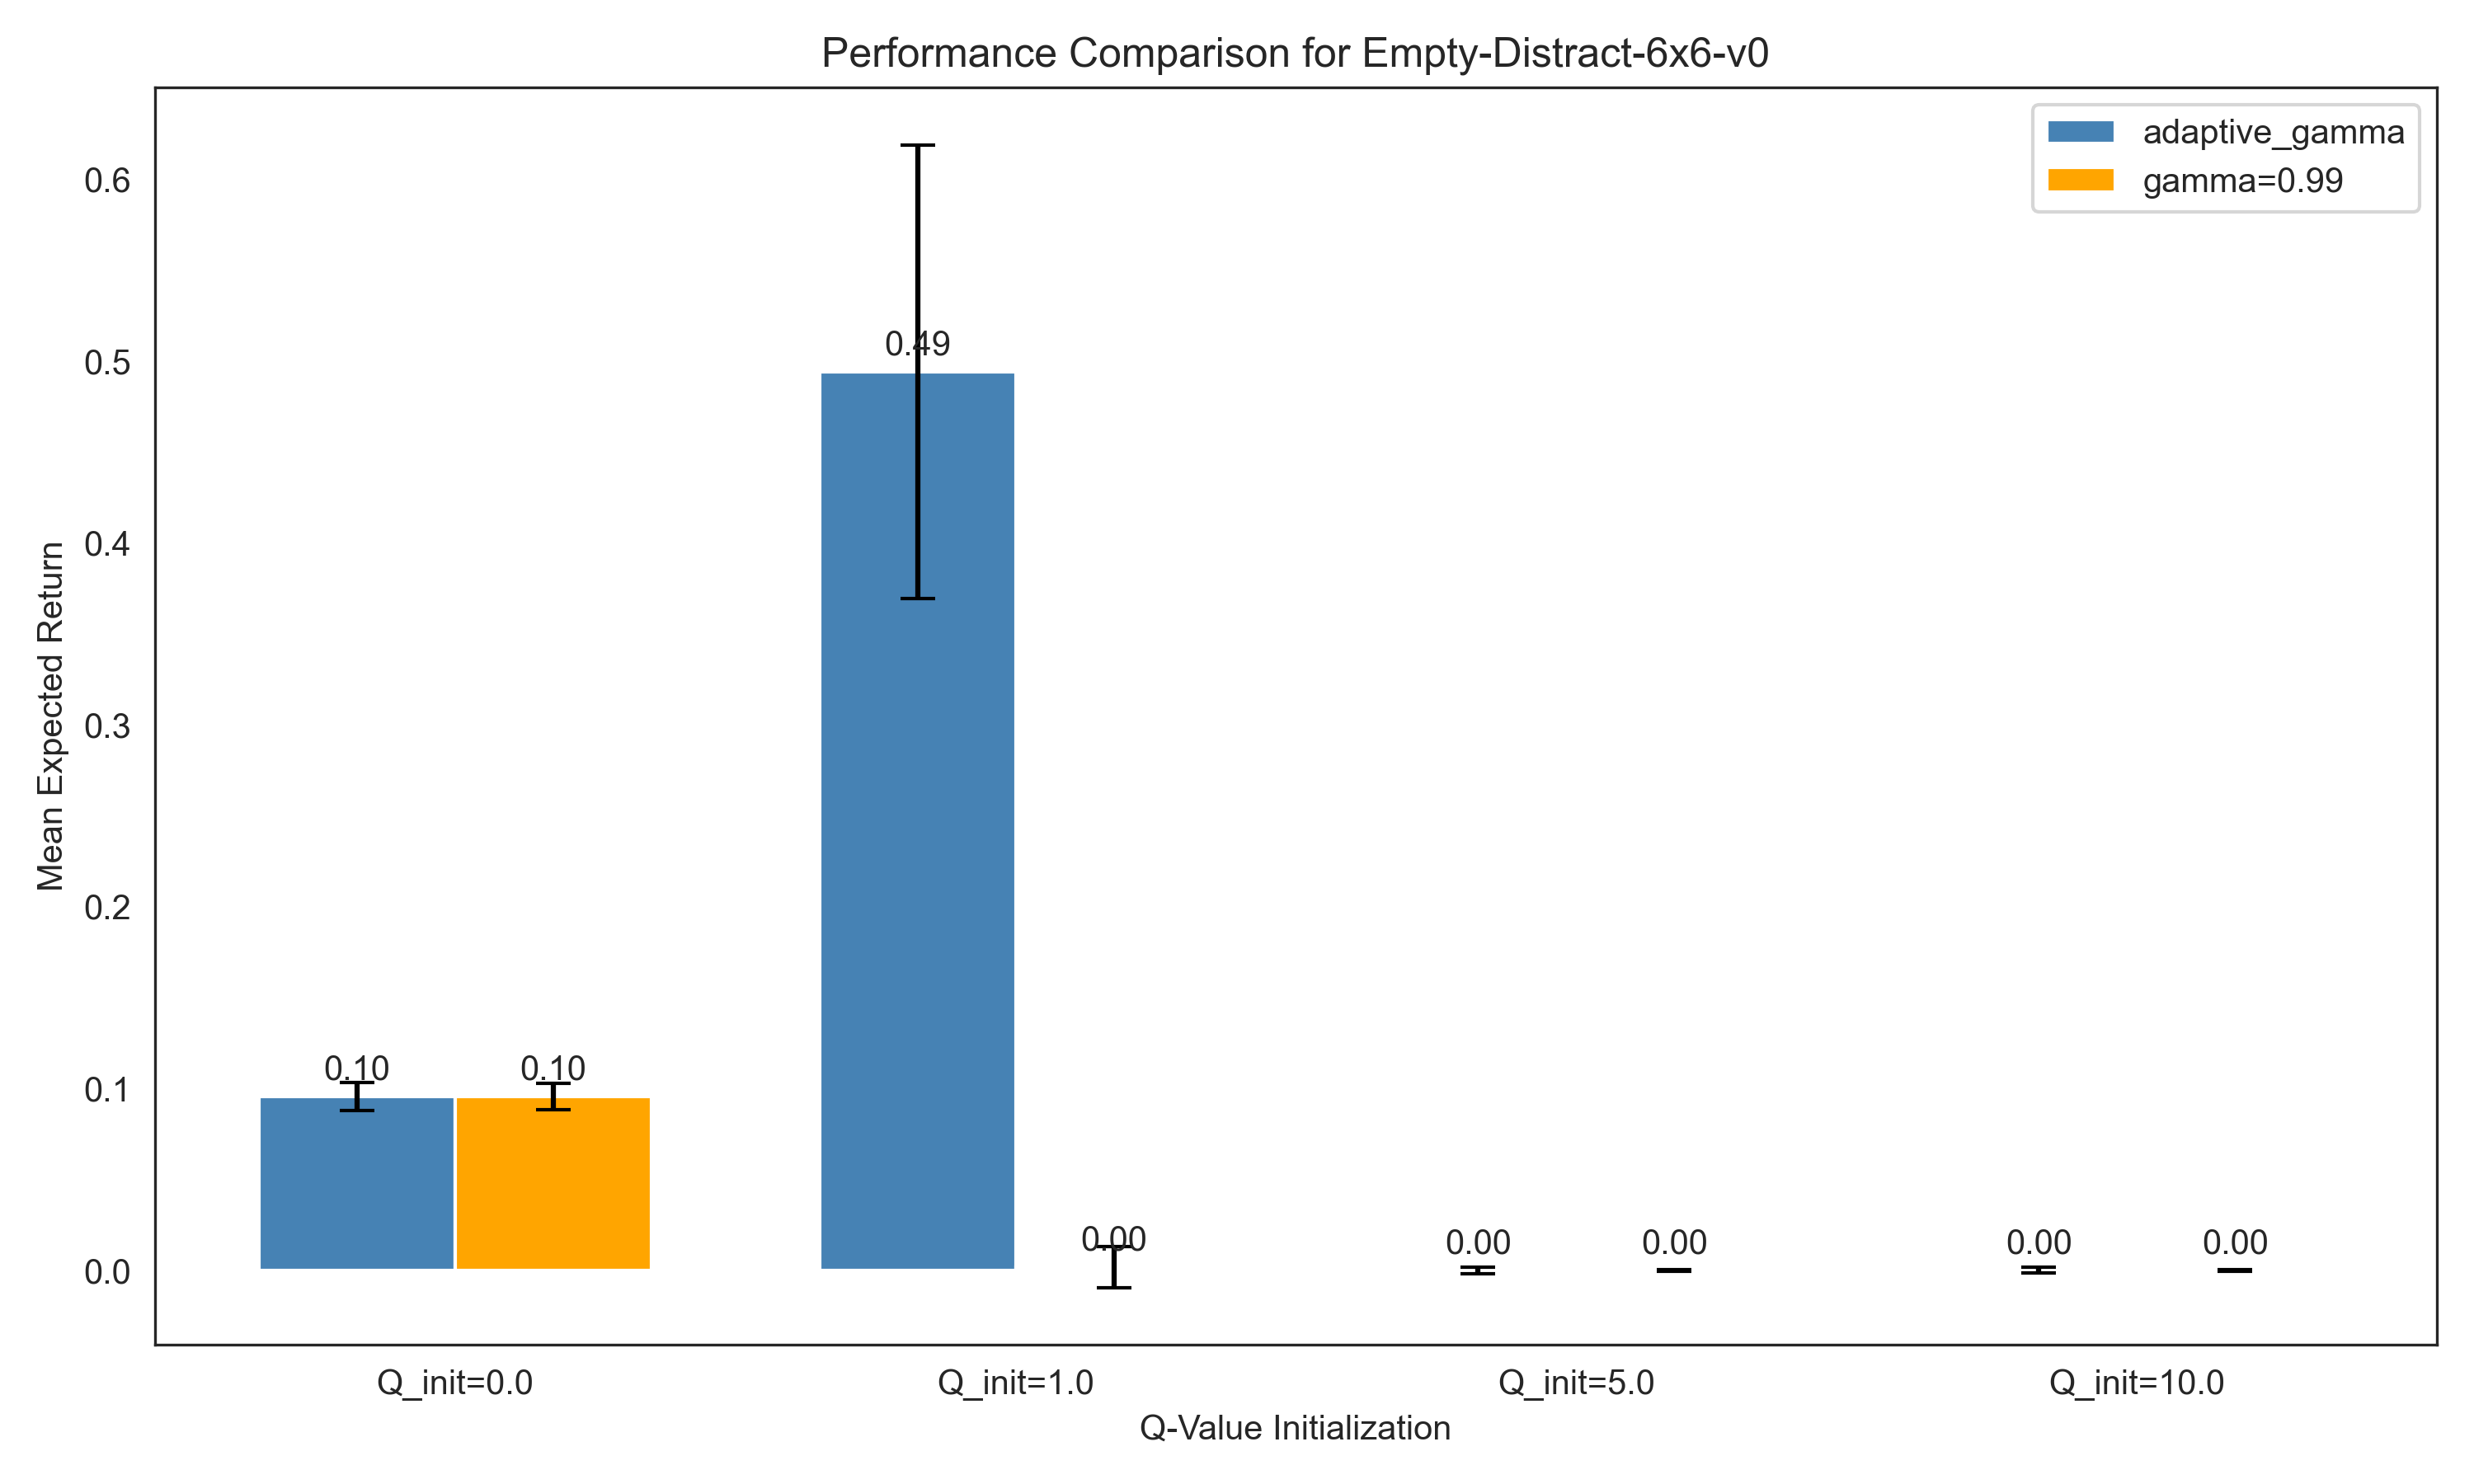 Performance Comparison for Empty-Distract-6x6-v0
adaptive_gamma
gamma=0.99
Mean Expected Return
0.6
0.5
0.4
0.3
0.2
0.1
0.0
0.10
0.10
0.49
0.00
0.00
0.00
0.00
0.00
Q_init=0.0
Q_init=1.0
Q_init=5.0
Q_init=10.0
Q-Value Initialization